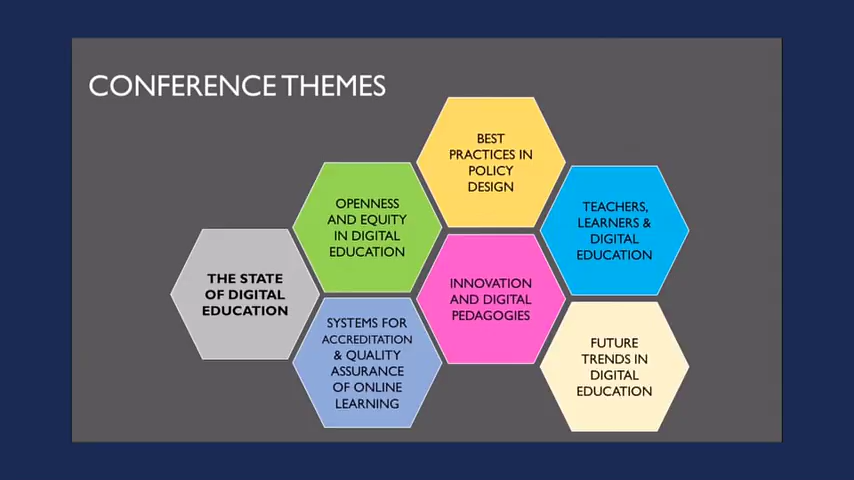 CONFERENCE THEMES
BEST
PRACTICES IN
POLICY
DESIGN
OPENNESS
AND EQUITY
IN DIGITAL
EDUCATION
TEACHERS,
LEARNERS &
DIGITAL
EDUCATION
THE STATE
OF DIGITAL
EDUCATION
INNOVATION
AND DIGITAL
PEDAGOGIES
SYSTEMS FOR
ACCREDITATION
& QUALITY
ASSURANCE
OF ONLINE
LEARNING
FUTURE
TRENDS IN
DIGITAL
EDUCATION